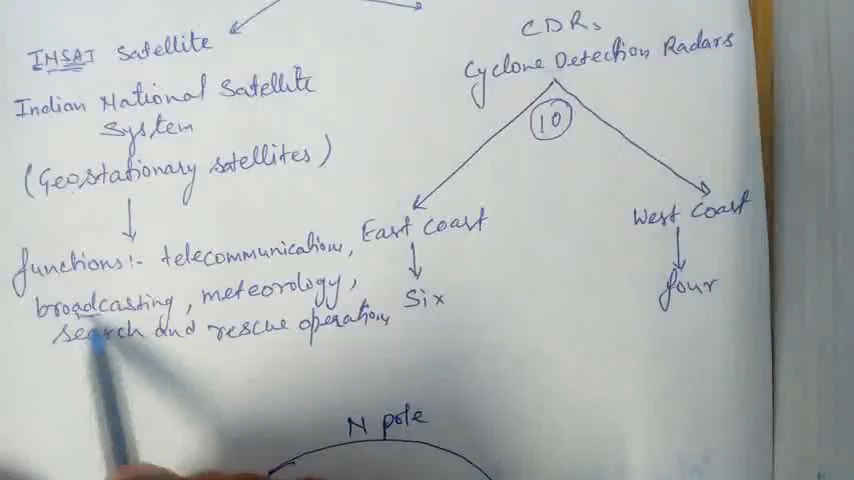 INSAT Satellite
Indian National Satellite
System
(Geostationary satellites)
functions:- telecommunication,
broadcasting, meteorology,
search and rescue operation,
CDRs
Cyclone Detection Radars
10
East coast
Six
West coast
four
N pole